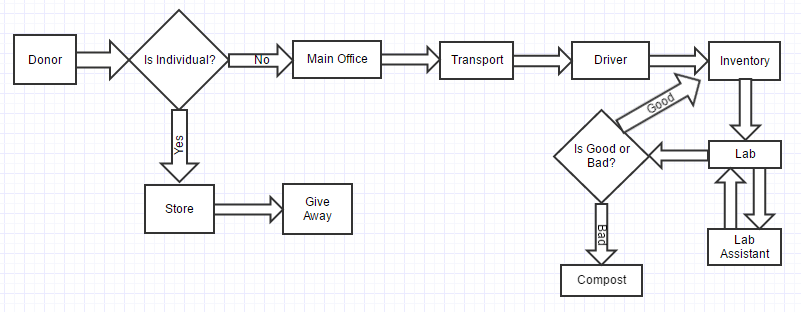 Donor
Is Individual?
No
Main Office
Transport
Driver
Inventory
Good
Yes
Is Good or
Bad?
Lab
Store
Give
Away
Bad
Lab
Assistant
Compost